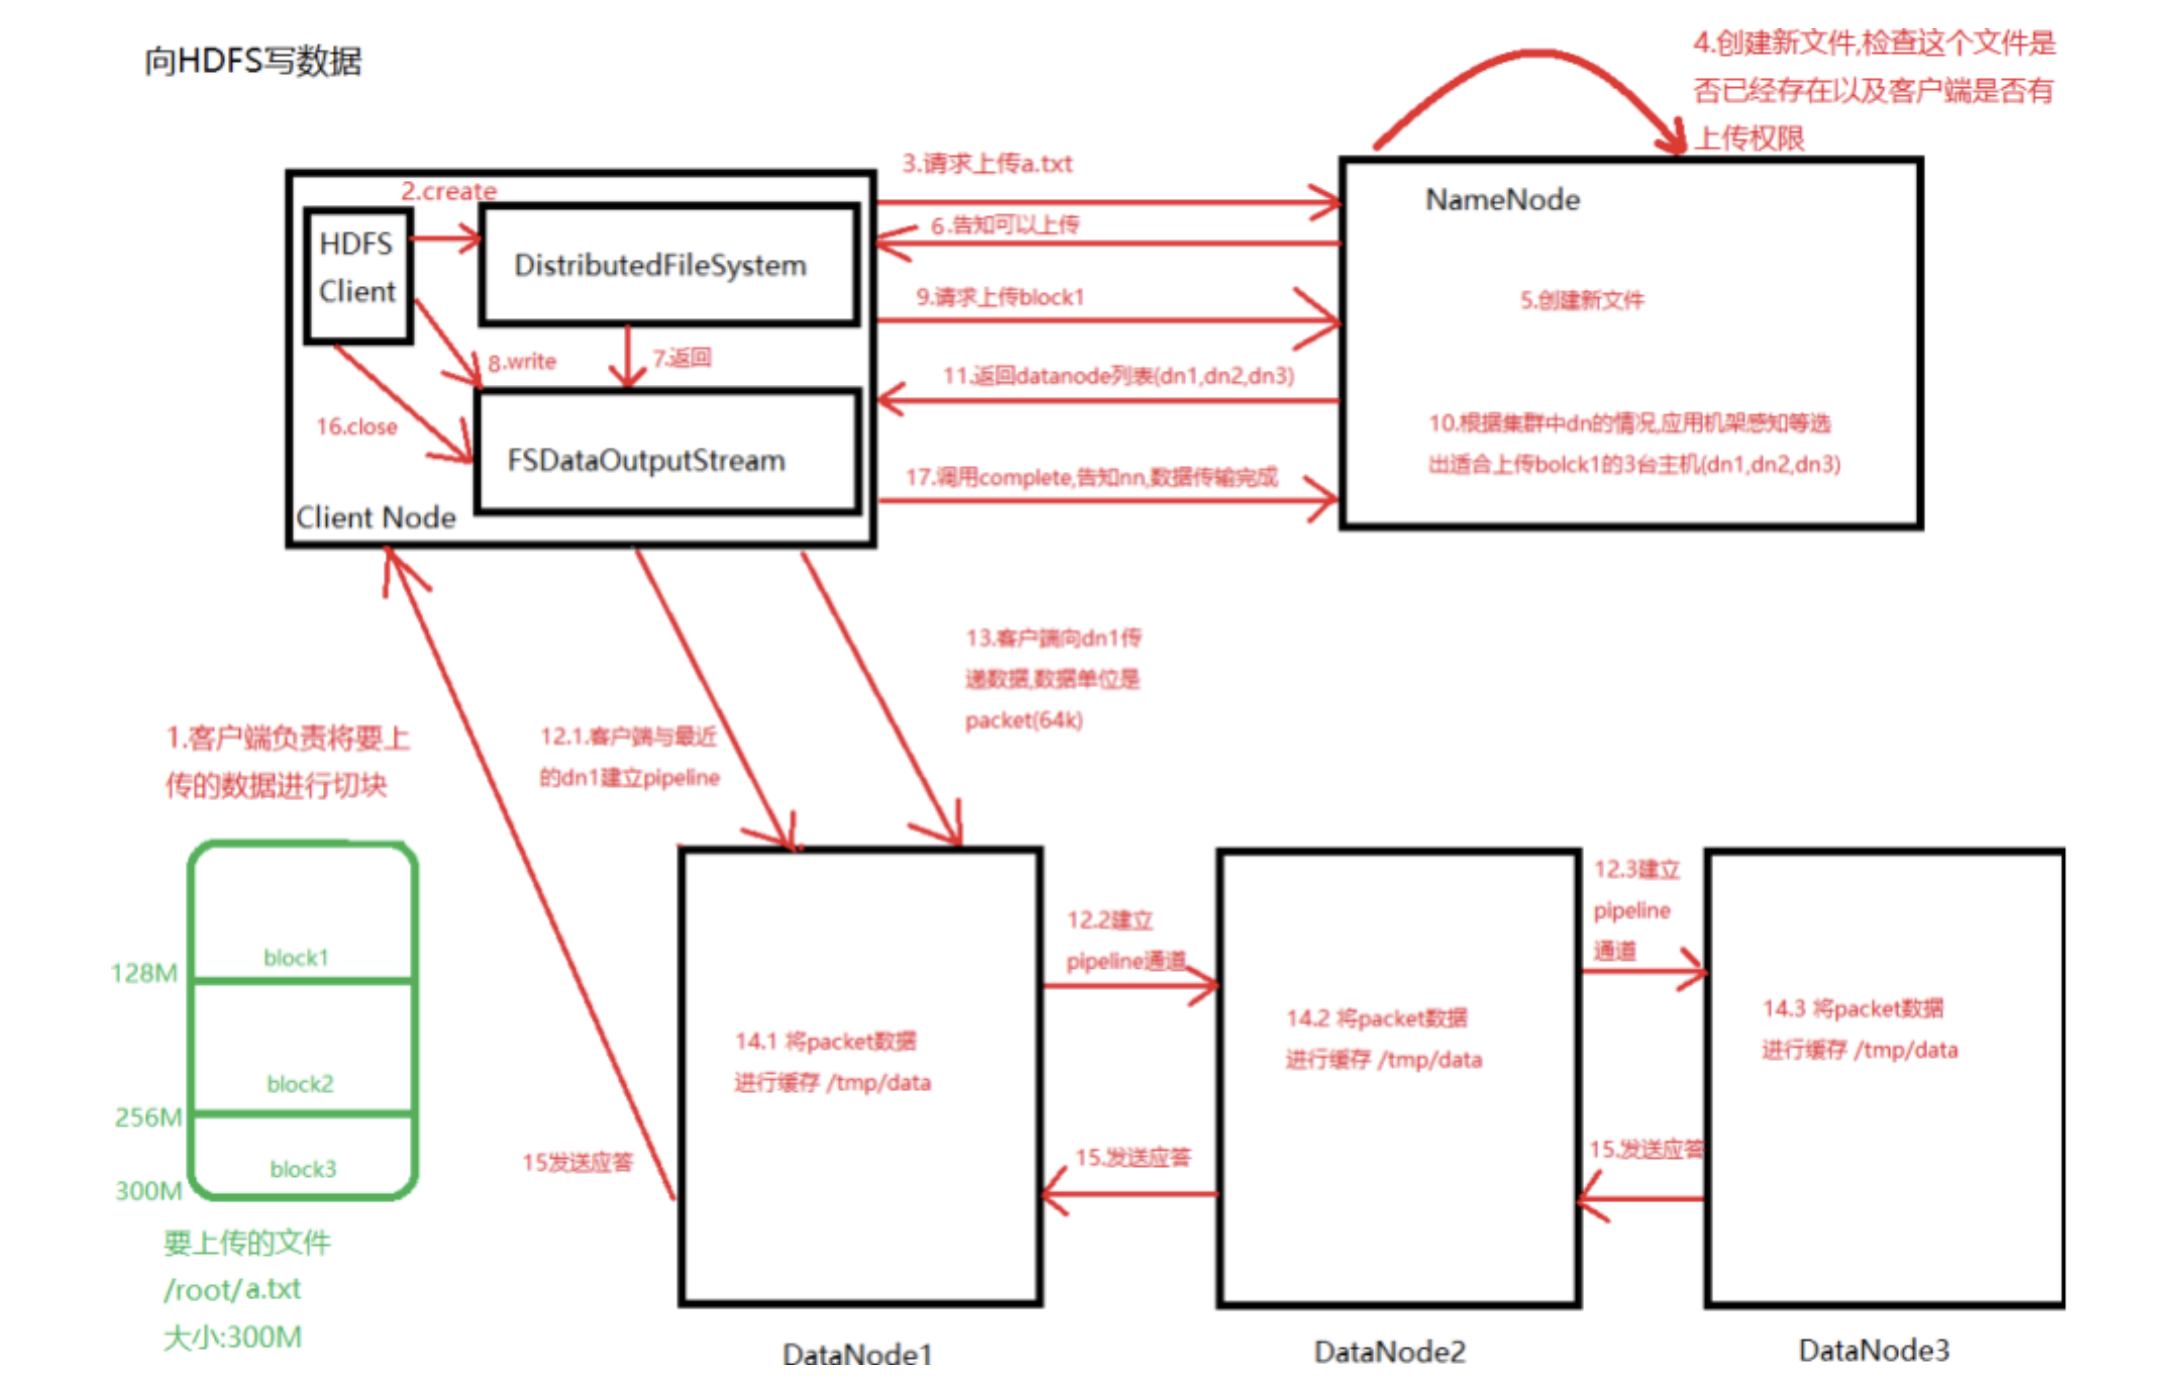 向HDFS写数据
4.创建新文件,检查这个文件是
否已经存在以及客户端是否有
上传权限
2.create
HDFS
Client
DistributedFileSystem
8.write
7.返回
16.close
FSDataOutputStream
Client Node
3.请求上传a.txt
6.告知可以上传
9.请求上传block1
11.返回datanode列表(dn1,dn2,dn3)
17.调用complete,告知nn,数据传输完成
NameNode
5.创建新文件
10.根据集群中dn的情况,应用机架感知等选
出适合上传bolck1的3台主机(dn1,dn2,dn3)
13.客户端向dn1传
递数据,数据单位是
packet(64k)
12.1.客户端与最近
的dn1建立pipeline
1.客户端负责将要上
传的数据进行切块
block1
128M
block2
256M
block3
300M
要上传的文件
/root/a.txt
大小:300M
15发送应答
14.1 将packet数据
进行缓存 /tmp/data
DataNode1
12.2建立
pipeline通道
15.发送应答
14.2 将packet数据
进行缓存 /tmp/data
DataNode2
12.3建立
pipeline
通道
15.发送应答
14.3 将packet数据
进行缓存 /tmp/data
DataNode3